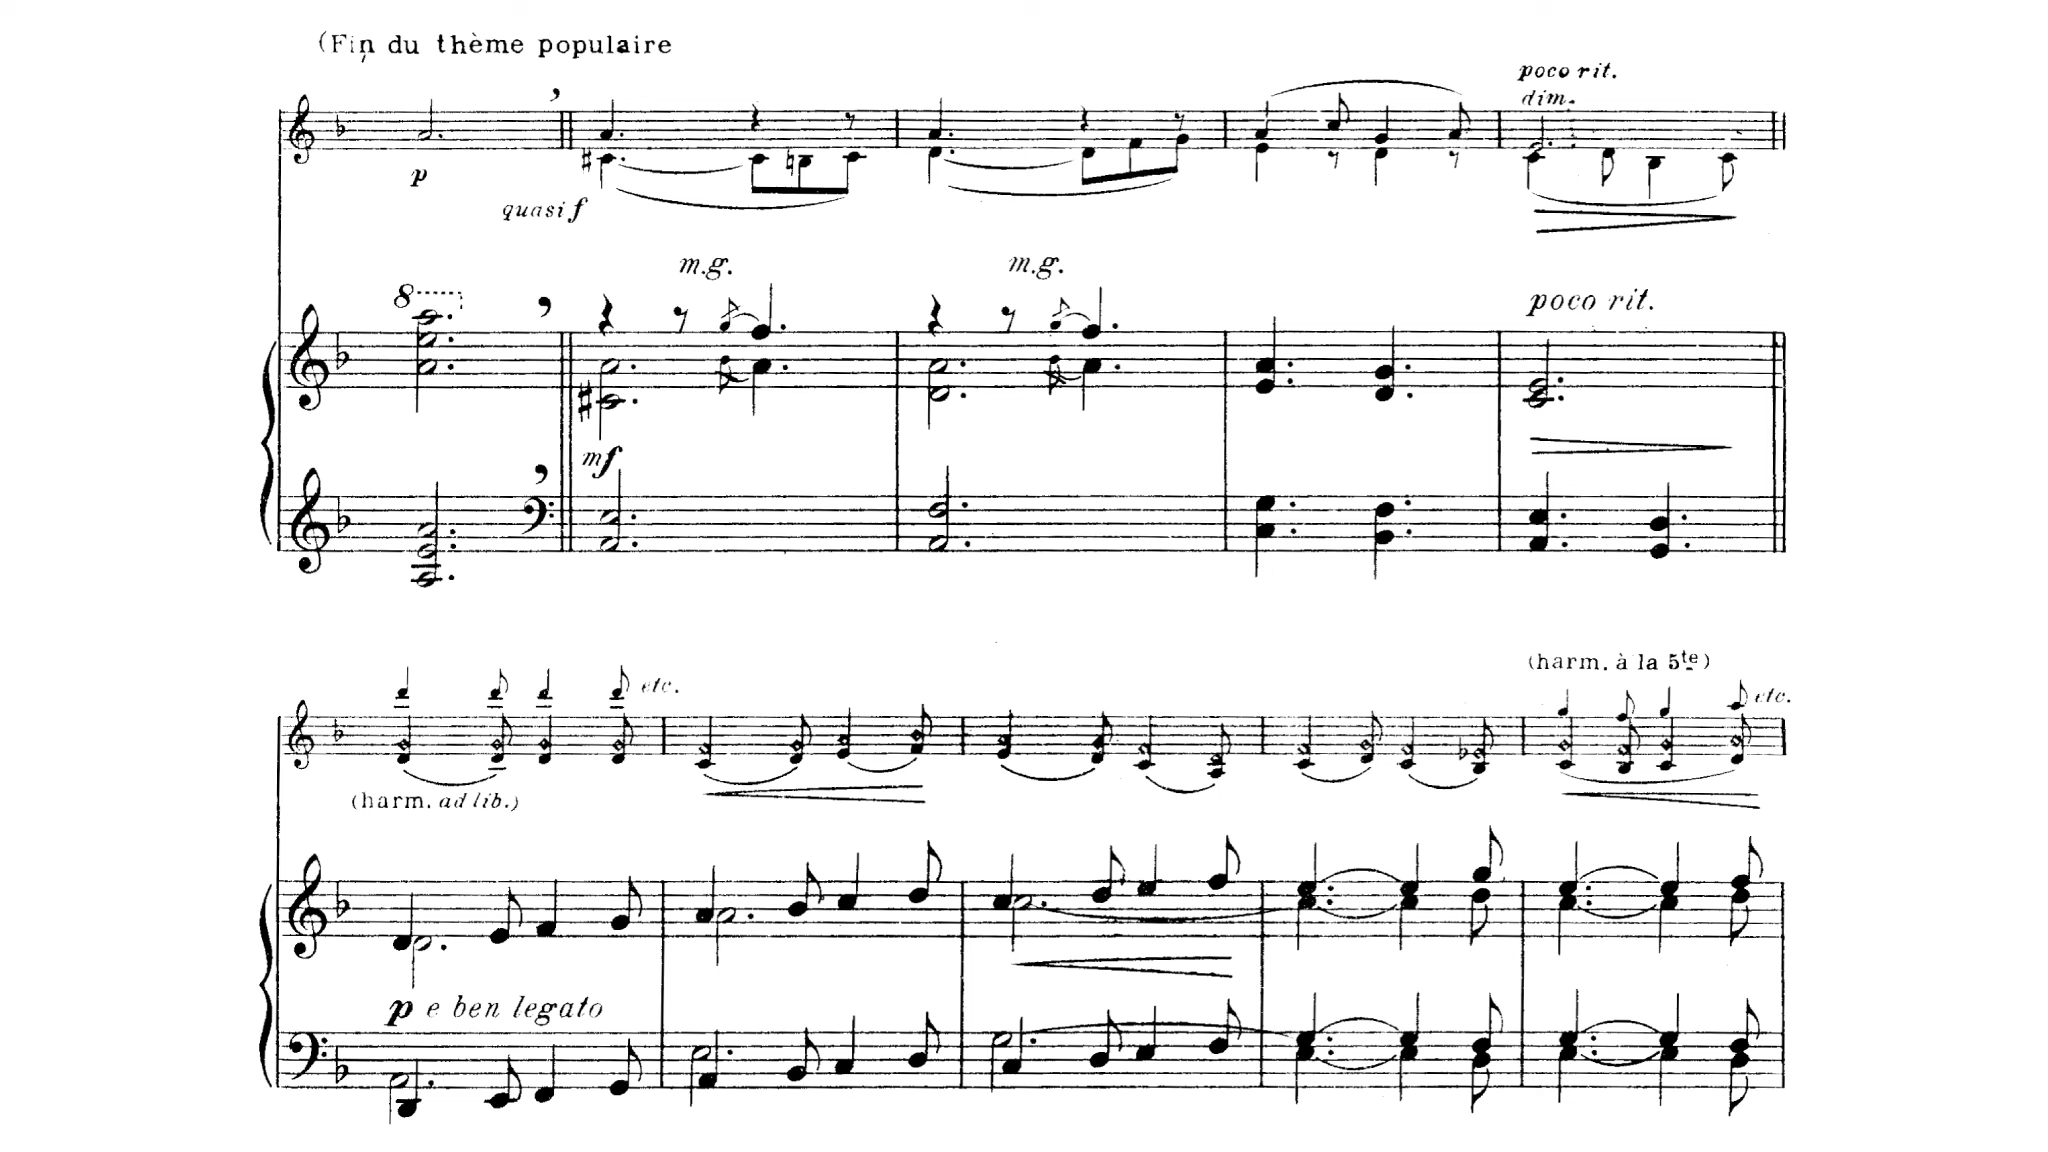 (Fin du thème populaire
poco rit.
dim.
p
quasi f
m.g. m.g.
8 poco rit.
mf
(harm. à la 5te)
etc. etc.
(harm. ad lib.)
p e ben legato